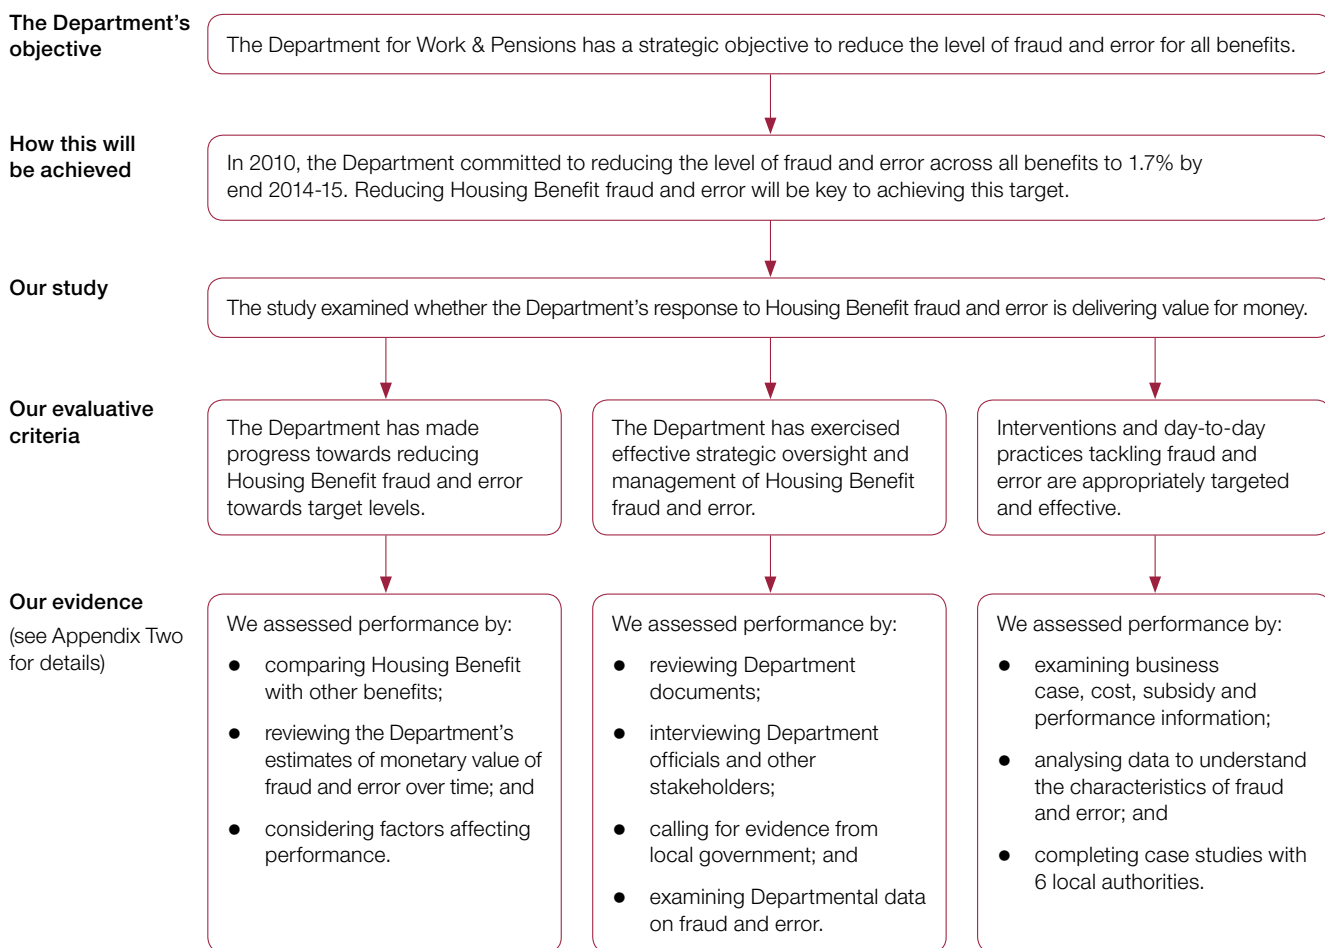 The Department's
objective
The Department for Work & Pensions has a strategic objective to reduce the level of fraud and error for all benefits.
How this will
be achieved
In 2010, the Department committed to reducing the level of fraud and error across all benefits to 1.7% by
end 2014-15. Reducing Housing Benefit fraud and error will be key to achieving this target.
Our study
The study examined whether the Department's response to Housing Benefit fraud and error is delivering value for money.
Our evaluative
criteria
The Department has made
progress towards reducing
Housing Benefit fraud and error
towards target levels.
The Department has exercised
effective strategic oversight and
management of Housing Benefit
fraud and error.
Interventions and day-to-day
practices tackling fraud and
error are appropriately targeted
and effective.
Our evidence
(see Appendix Two
for details)
We assessed performance by:
● comparing Housing Benefit
with other benefits;
● reviewing the Department's
estimates of monetary value of
fraud and error over time; and
● considering factors affecting
performance.
We assessed performance by:
● reviewing Department
documents;
● interviewing Department
officials and other
stakeholders;
● calling for evidence from
local government; and
● examining Departmental data
on fraud and error.
We assessed performance by:
● examining business
case, cost, subsidy and
performance information;
● analysing data to understand
the characteristics of fraud
and error; and
● completing case studies with
6 local authorities.